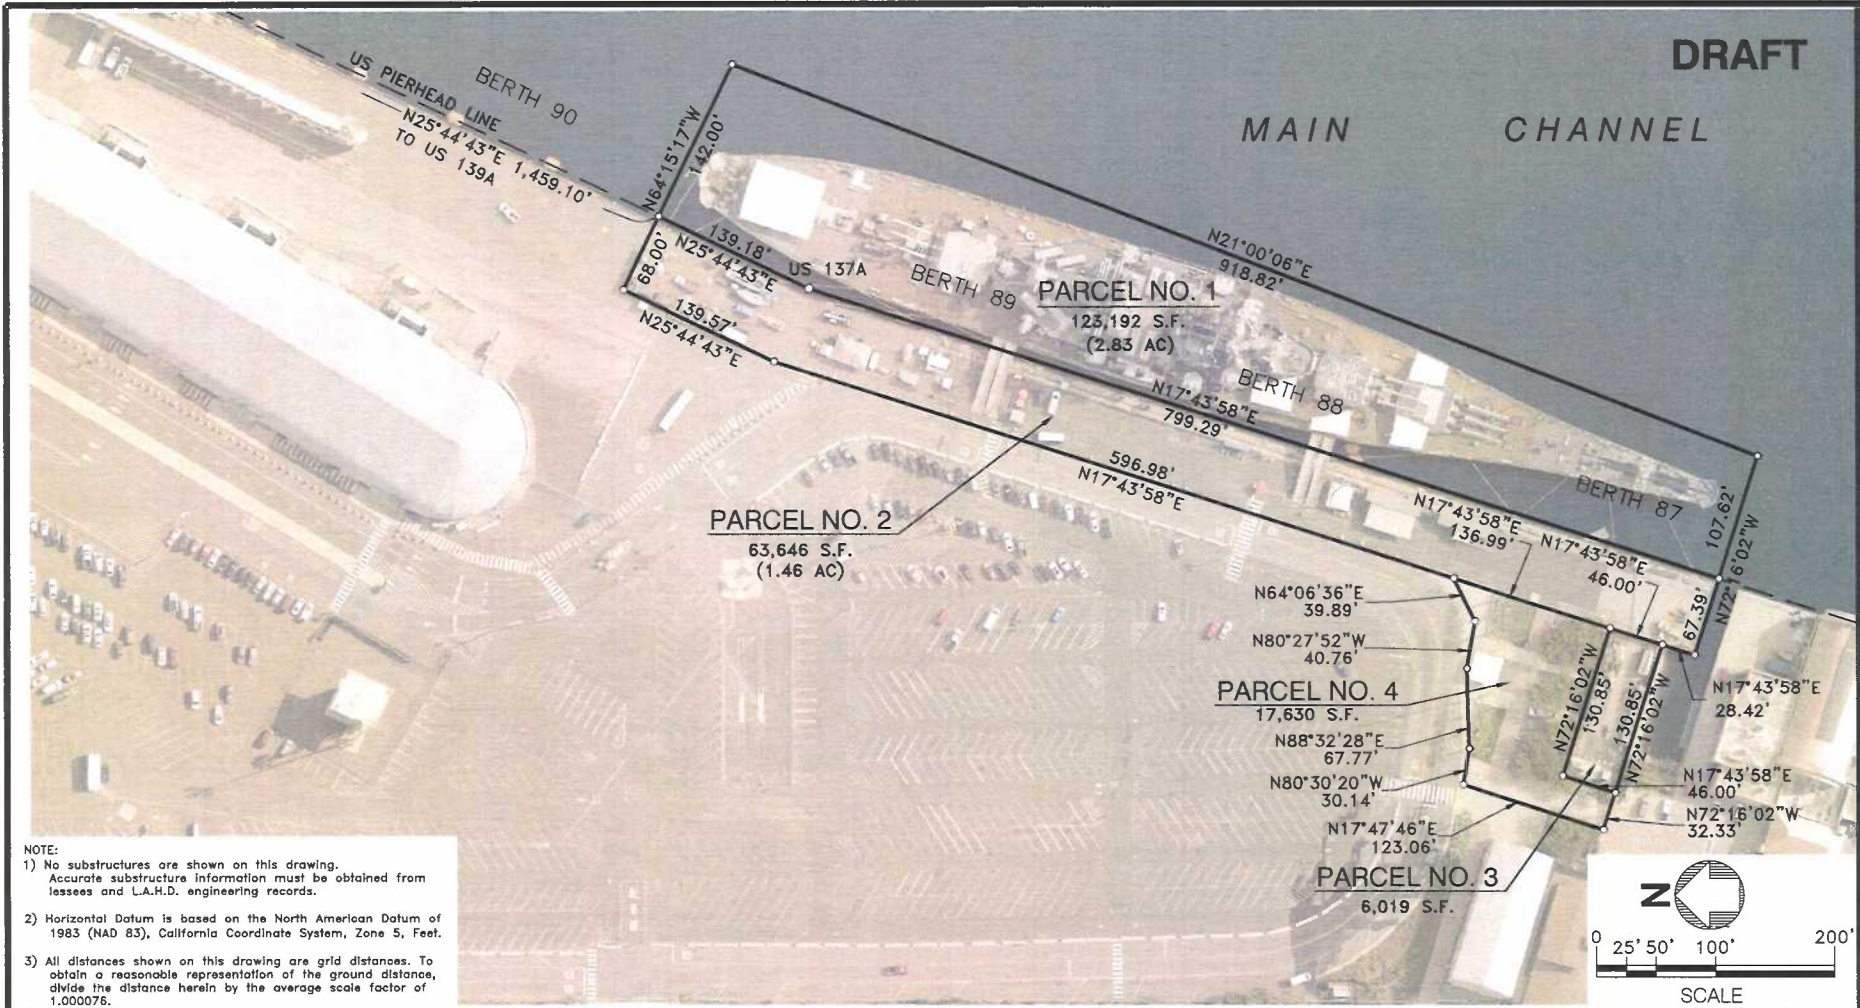 DRAFT
MAIN CHANNEL
US PIERHEAD LINE
N25°44'43"E 1,459.10'
TO US 139A
BERTH 90
N64°15'17"W
142.00'
68.00'
139.18'
N25°44'43"E
US 137A
139.57'
N25°44'43"E
BERTH 89
PARCEL NO. 1
123,192 S.F.
(2.83 AC)
N21°00'06"E
918.82'
BERTH 88
N17°43'58"E
799.29'
596.98'
N17°43'58"E
PARCEL NO. 2
63,646 S.F.
(1.46 AC)
BERTH 87
N17°43'58"E
136.99'
N17°43'58"E
46.00'
107.62'
67.39'
N72°16'02"W
N64°06'36"E
39.89'
N80°27'52"W
40.76'
PARCEL NO. 4
17,630 S.F.
N88°32'28"E
67.77'
N80°30'20"W
30.14'
N17°47'46"E
123.06'
N72°16'02"W
130.85'
130.85'
N72°16'02"W
N17°43'58"E
28.42'
N17°43'58"E
46.00'
N72°16'02"W
32.33'
PARCEL NO. 3
6,019 S.F.
NOTE:
1) No substructures are shown on this drawing.
Accurate substructure information must be obtained from
lessees and L.A.H.D. engineering records.
2) Horizontal Datum is based on the North American Datum of
1983 (NAD 83), California Coordinate System, Zone 5, Feet.
3) All distances shown on this drawing are grid distances. To
obtain a reasonable representation of the ground distance,
divide the distance herein by the average scale factor of
1.000076.
N
0 25' 50' 100' 200'
SCALE